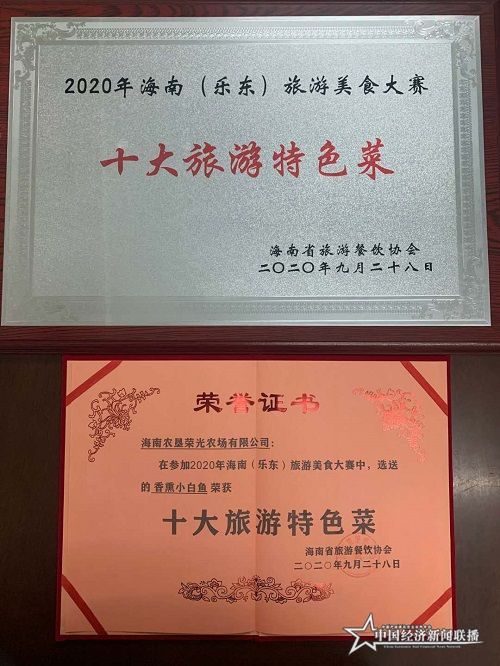 2020年海南（乐东）旅游美食大赛
十大旅游特色菜
海南省旅游餐饮协会
二〇二〇年九月二十八日
荣誉证书
海南农垦荣光农场有限公司：
在参加2020年海南（乐东）旅游美食大赛中，选送
的 香熏小白鱼 荣获
十大旅游特色菜
海南省旅游餐饮协会
二〇二〇年九月二十八日
中国经济新闻联播